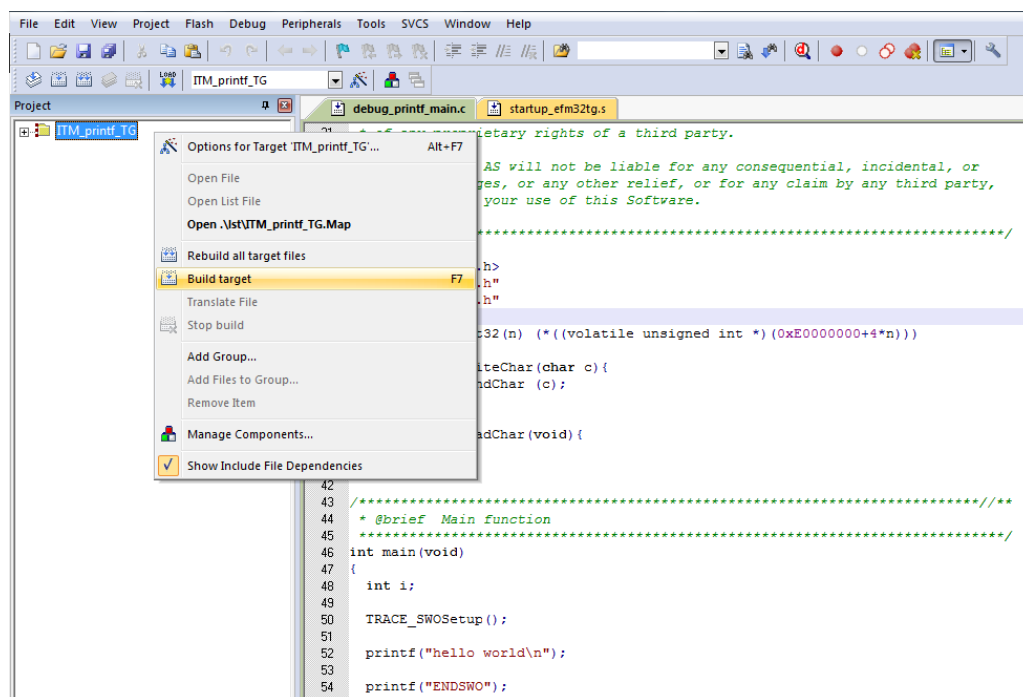 File Edit View Project Flash Debug Peripherals Tools SVCS Window Help
LOAD
ITM_printf_TG
Project
debug_printf_main.c
startup_efm32tg.s
ITM_printf_TG
Options for Target 'ITM_printf_TG'... Alt+F7
Open File
Open List File
Open .\lst\ITM_printf_TG.Map
Rebuild all target files
Build target F7
Translate File
Stop build
Add Group...
Add Files to Group...
Remove Item
Manage Components...
Show Include File Dependencies
rights of a third party.
AS will not be liable for any consequential, incidental, or
ges, or any other relief, or for any claim by any third party,
your use of this Software.
*****************************************************************/
.h>
.h"
.h"
t32(n) (*((volatile unsigned int *)(0xE0000000+4*n)))
iteChar(char c){
ndChar (c);
adChar(void){
42
43 /***************************************************************************//**
44 * @brief Main function
45 ******************************************************************************/
46 int main(void)
47 {
48 int i;
49
50 TRACE_SWOSetup();
51
52 printf("hello world\n");
53
54 printf("ENDSWO");